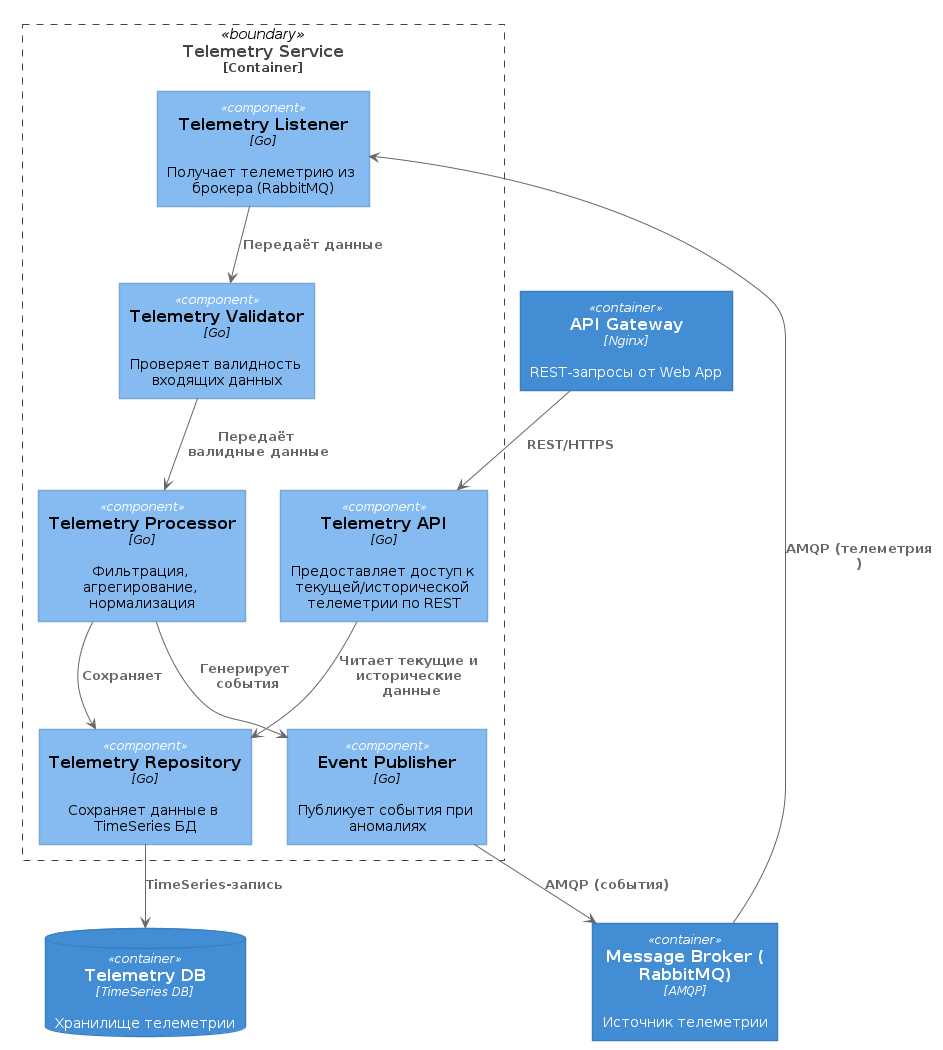 «boundary»
Telemetry Service
[Container]
«component»
Telemetry Listener
[Go]
Получает телеметрию из
брокера (RabbitMQ)
Передаёт данные
«component»
Telemetry Validator
[Go]
Проверяет валидность
входящих данных
«container»
API Gateway
[Nginx]
REST-запросы от Web App
Передаёт
валидные данные
REST/HTTPS
«component»
Telemetry Processor
[Go]
Фильтрация,
агрегирование,
нормализация
«component»
Telemetry API
[Go]
Предоставляет доступ к
текущей/исторической
телеметрии по REST
AMQP (телеметрия
)
Сохраняет
Генерирует
события
Читает текущие и
исторические
данные
«component»
Telemetry Repository
[Go]
Сохраняет данные в
TimeSeries БД
«component»
Event Publisher
[Go]
Публикует события при
аномалиях
TimeSeries-запись
AMQP (события)
«container»
Telemetry DB
[TimeSeries DB]
Хранилище телеметрии
«container»
Message Broker (
RabbitMQ)
[AMQP]
Источник телеметрии